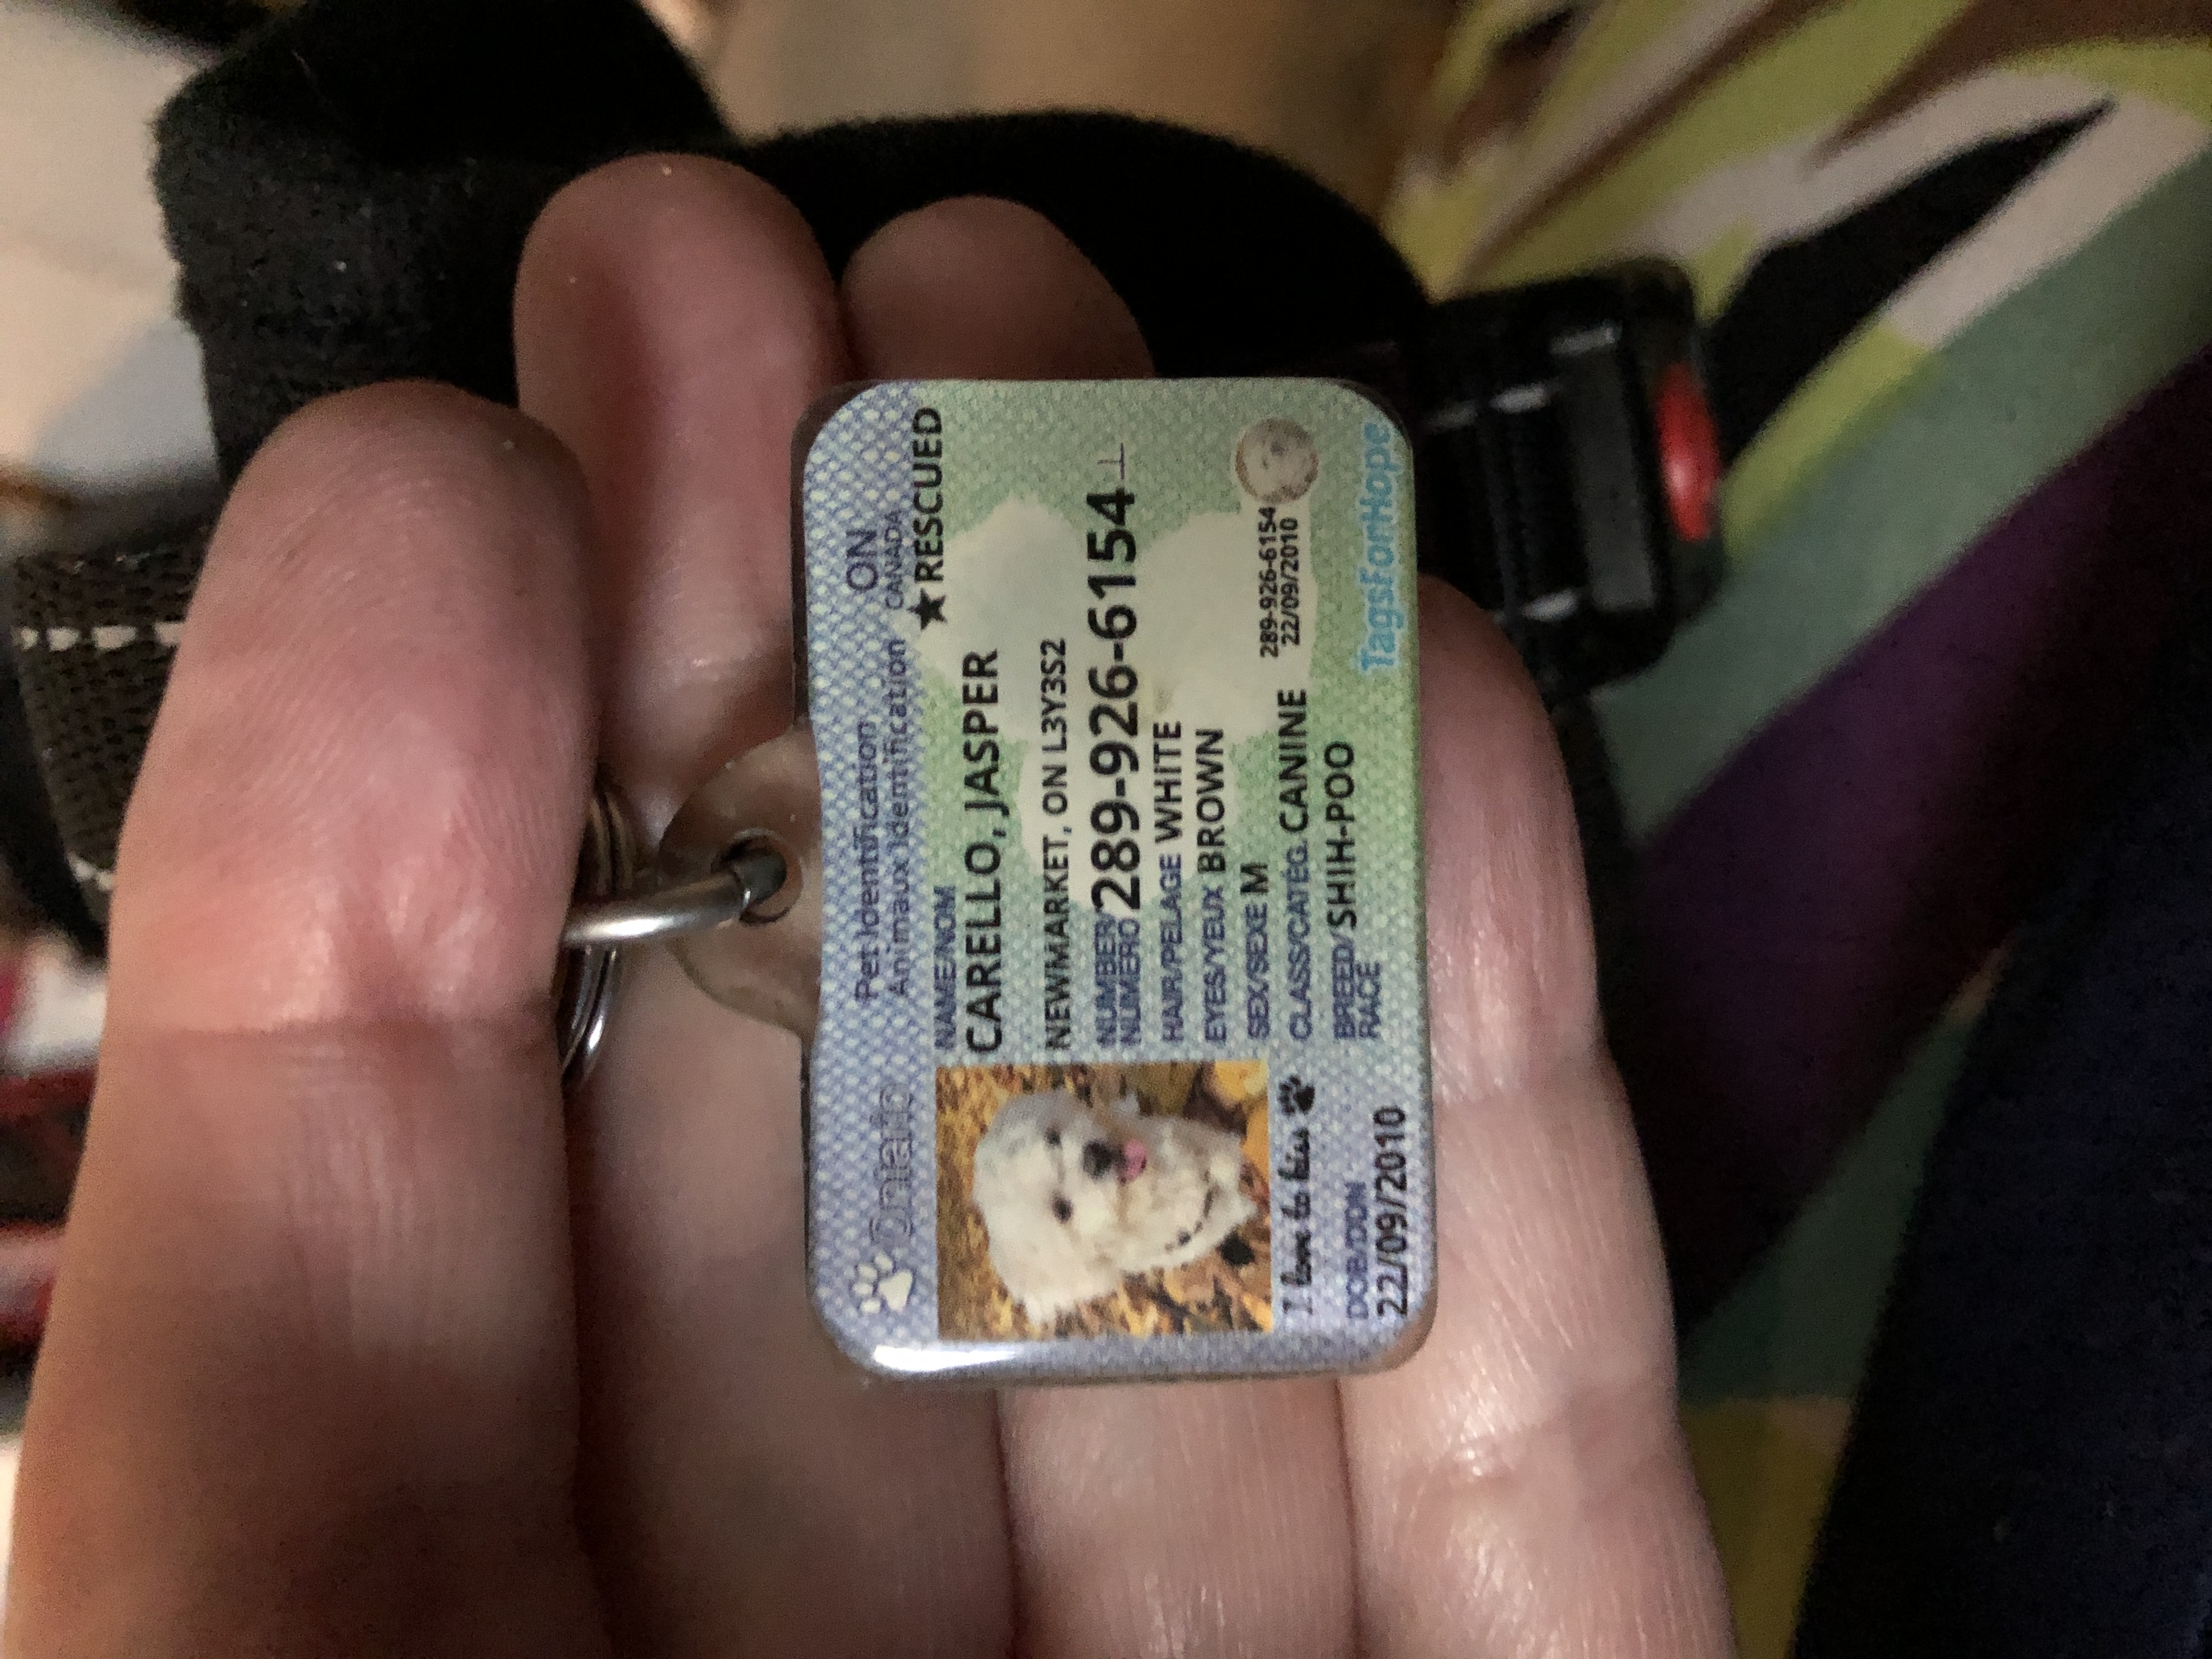 Ontario
Pet Identification ON
Animaux Identification CANADA
★RESCUED
NAME/NOM
CARELLO, JASPER
NEWMARKET, ON L3Y3S2
NUMBER/
NUMÉRO 289-926-6154
HAIR/PELAGE WHITE
EYES/YEUX BROWN
SEX/SEXE M
CLASS/CATÉG. CANINE
BREED/
RACE SHIH-POO
289-926-6154
22/09/2010
I love to kiss
DOB/DDN
22/09/2010
TagsForHope